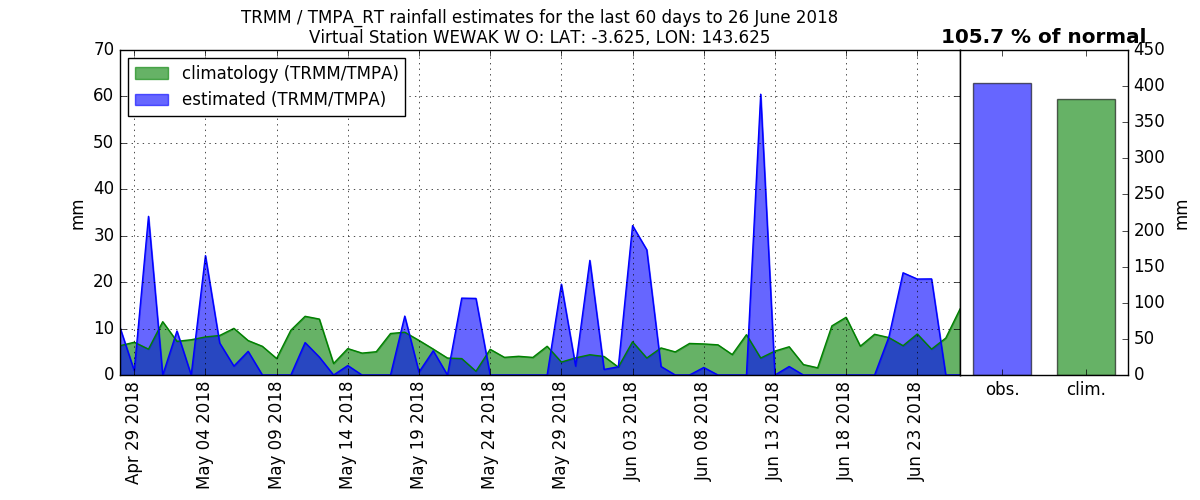 TRMM / TMPA_RT rainfall estimates for the last 60 days to 26 June 2018
Virtual Station WEWAK W O: LAT: -3.625, LON: 143.625
105.7 % of normal
climatology (TRMM/TMPA)
estimated (TRMM/TMPA)
70
60
50
40
30
20
10
0
mm
Apr 29 2018
May 04 2018
May 09 2018
May 14 2018
May 19 2018
May 24 2018
May 29 2018
Jun 03 2018
Jun 08 2018
Jun 13 2018
Jun 18 2018
Jun 23 2018
450
400
350
300
250
200
150
100
50
0
mm
obs.
clim.